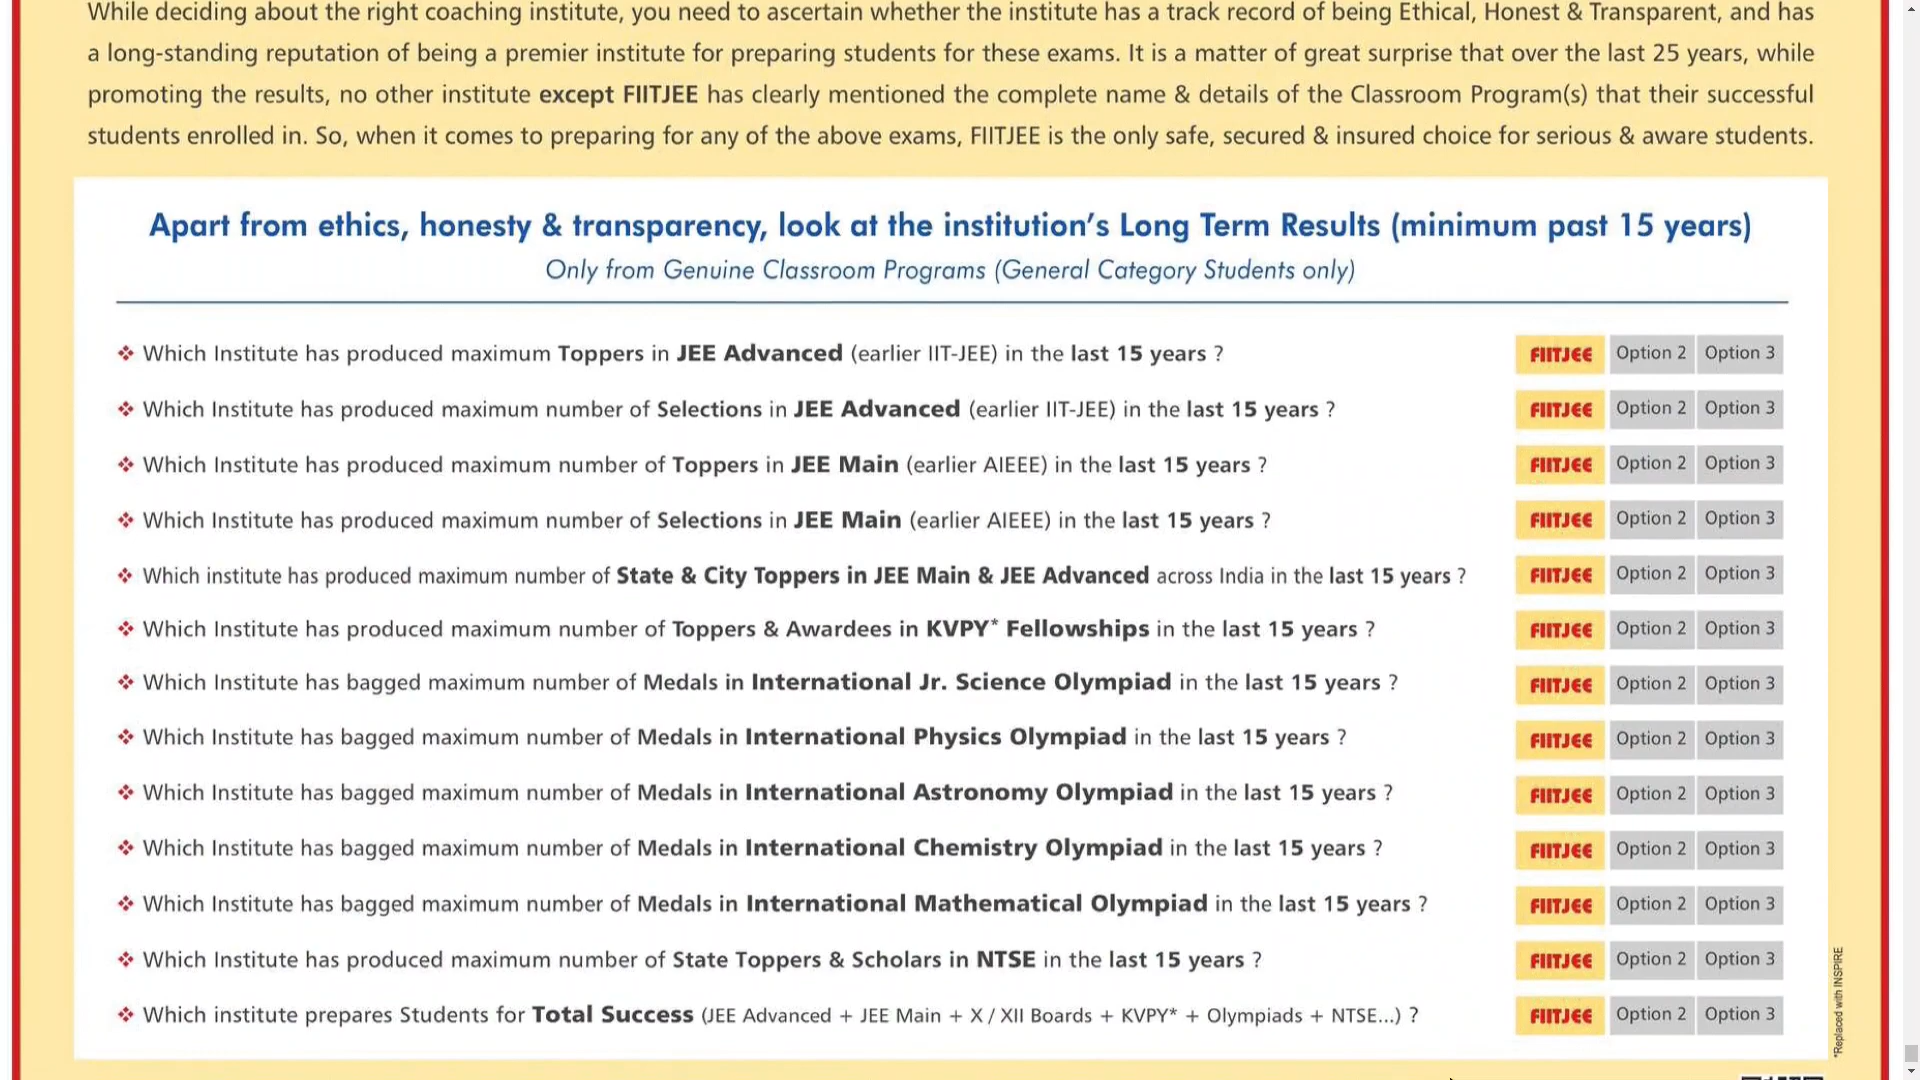 While deciding about the right coaching institute, you need to ascertain whether the institute has a track record of being Ethical, Honest & Transparent, and has
a long-standing reputation of being a premier institute for preparing students for these exams. It is a matter of great surprise that over the last 25 years, while
promoting the results, no other institute except FIITJEE has clearly mentioned the complete name & details of the Classroom Program(s) that their successful
students enrolled in. So, when it comes to preparing for any of the above exams, FIITJEE is the only safe, secured & insured choice for serious & aware students.
Apart from ethics, honesty & transparency, look at the institution's Long Term Results (minimum past 15 years)
Only from Genuine Classroom Programs (General Category Students only)
❖ Which Institute has produced maximum Toppers in JEE Advanced (earlier IIT-JEE) in the last 15 years ? FIITJEE Option 2 Option 3
❖ Which Institute has produced maximum number of Selections in JEE Advanced (earlier IIT-JEE) in the last 15 years ? FIITJEE Option 2 Option 3
❖ Which Institute has produced maximum number of Toppers in JEE Main (earlier AIEEE) in the last 15 years ? FIITJEE Option 2 Option 3
❖ Which Institute has produced maximum number of Selections in JEE Main (earlier AIEEE) in the last 15 years ? FIITJEE Option 2 Option 3
❖ Which institute has produced maximum number of State & City Toppers in JEE Main & JEE Advanced across India in the last 15 years ? FIITJEE Option 2 Option 3
❖ Which Institute has produced maximum number of Toppers & Awardees in KVPY* Fellowships in the last 15 years ? FIITJEE Option 2 Option 3
❖ Which Institute has bagged maximum number of Medals in International Jr. Science Olympiad in the last 15 years ? FIITJEE Option 2 Option 3
❖ Which Institute has bagged maximum number of Medals in International Physics Olympiad in the last 15 years ? FIITJEE Option 2 Option 3
❖ Which Institute has bagged maximum number of Medals in International Astronomy Olympiad in the last 15 years ? FIITJEE Option 2 Option 3
❖ Which Institute has bagged maximum number of Medals in International Chemistry Olympiad in the last 15 years ? FIITJEE Option 2 Option 3
❖ Which Institute has bagged maximum number of Medals in International Mathematical Olympiad in the last 15 years ? FIITJEE Option 2 Option 3
❖ Which Institute has produced maximum number of State Toppers & Scholars in NTSE in the last 15 years ? FIITJEE Option 2 Option 3
❖ Which institute prepares Students for Total Success (JEE Advanced + JEE Main + X / XII Boards + KVPY* + Olympiads + NTSE...) ? FIITJEE Option 2 Option 3
*Replaced with INSPIRE